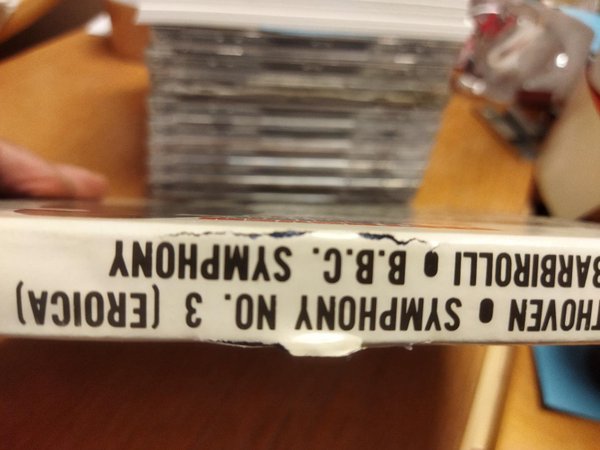 THOVEN • SYMPHONY NO. 3 (EROICA)
BARBIROLLI • B.B.C. SYMPHONY